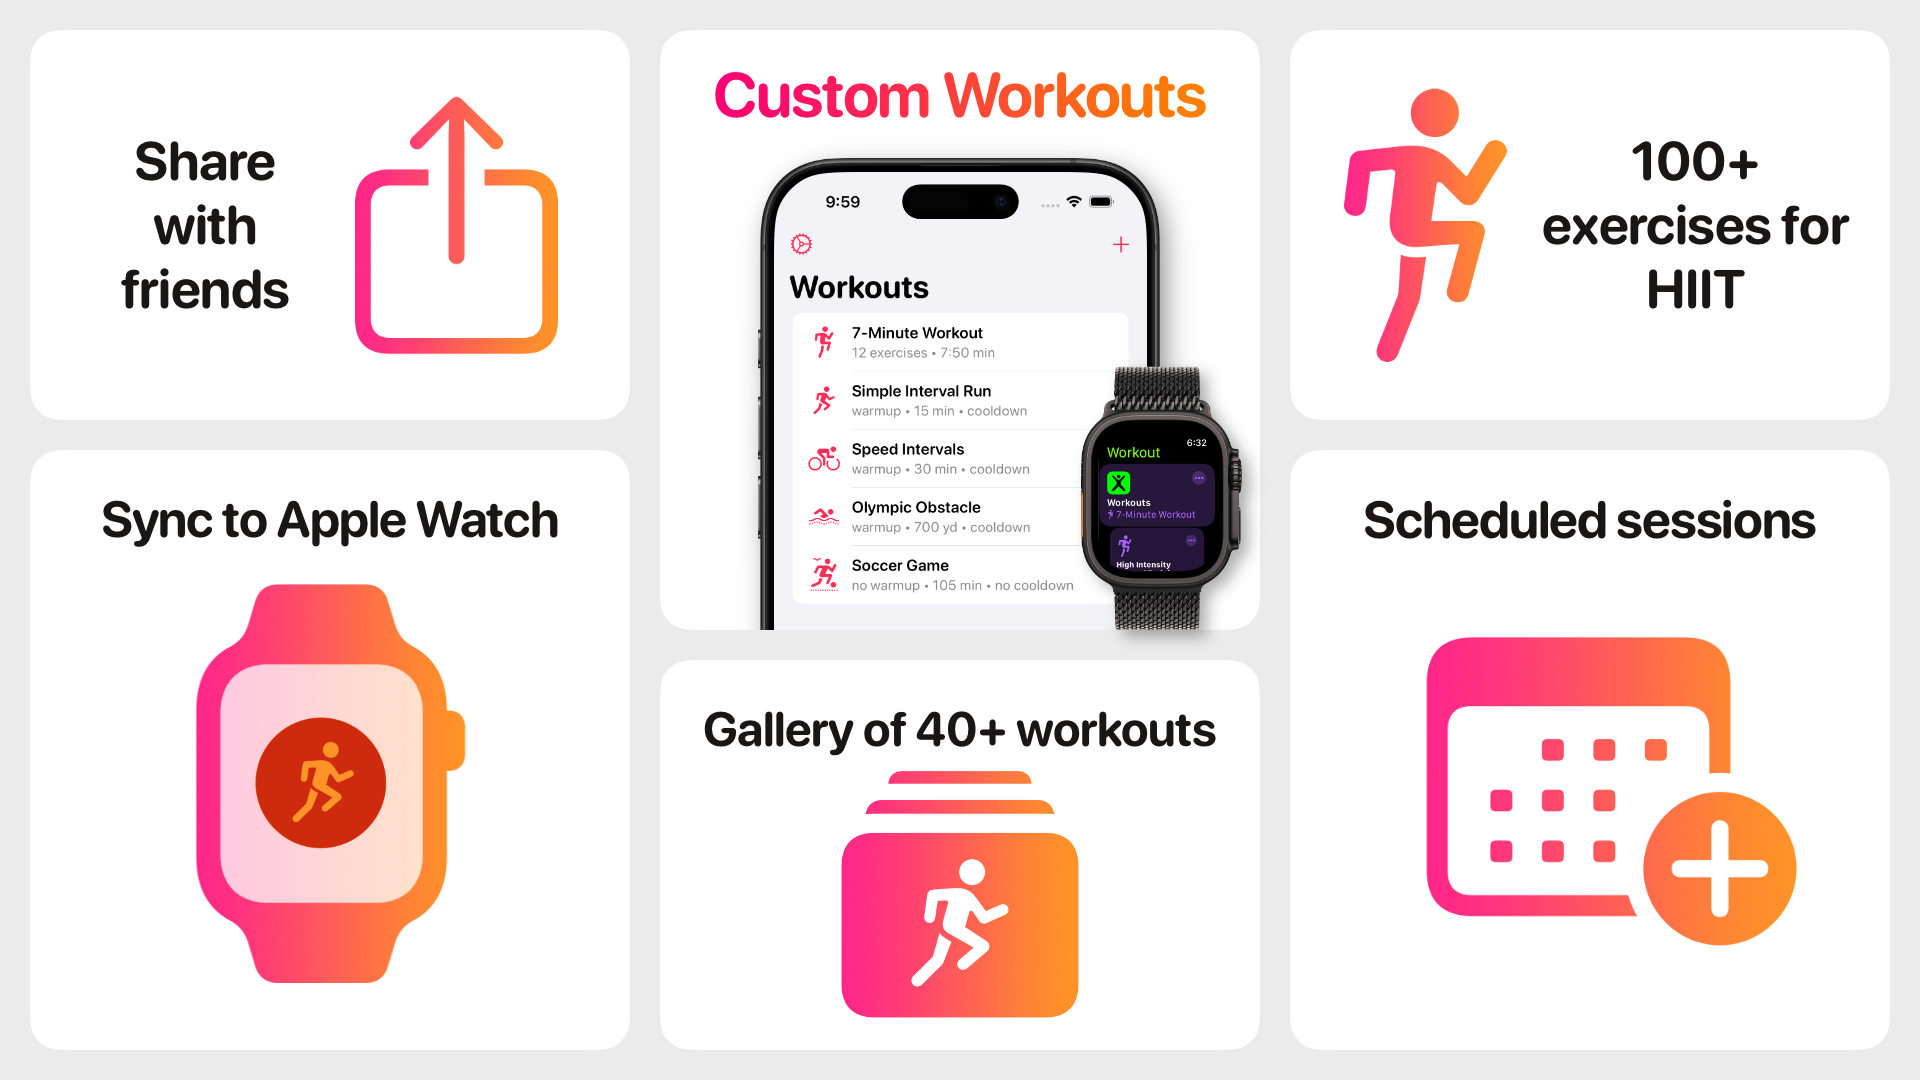 Share
with
friends
Custom Workouts
9:59
Workouts
7-Minute Workout
12 exercises • 7:50 min
Simple Interval Run
warmup • 15 min • cooldown
Speed Intervals
warmup • 30 min • cooldown
Olympic Obstacle
warmup • 700 yd • cooldown
Soccer Game
no warmup • 105 min • no cooldown
6:32
Workout
Workouts
7-Minute Workout
High Intensity
100+
exercises for
HIIT
Sync to Apple Watch
Gallery of 40+ workouts
Scheduled sessions